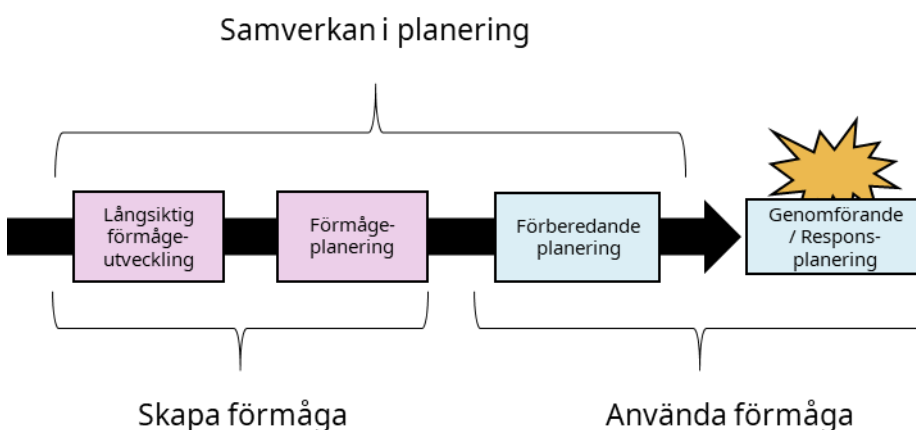 Samverkan i planering
Långsiktig
förmåge-
utveckling
Förmåge-
planering
Förberedande
planering
Genomförande
/ Respons-
planering
Skapa förmåga
Använda förmåga